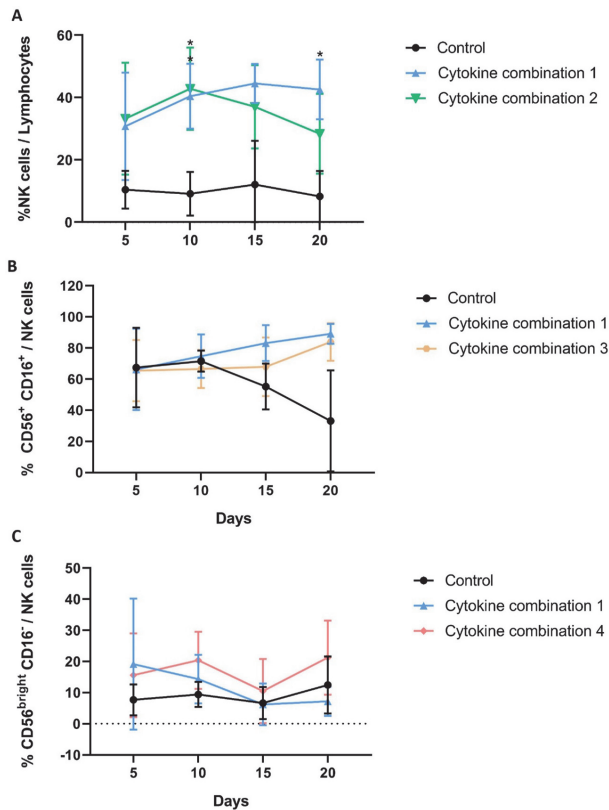 A
%NK cells / Lymphocytes
60
40
20
0
* *
*
5 10 15 20
Control
Cytokine combination 1
Cytokine combination 2
B
% CD56⁺ CD16⁺ / NK cells
120
100
80
60
40
20
0
5 10 15 20
Days
Control
Cytokine combination 1
Cytokine combination 3
C
% CD56ᵇʳⁱᵍʰᵗ CD16⁻ / NK cells
50
40
30
20
10
0
-10
5 10 15 20
Days
Control
Cytokine combination 1
Cytokine combination 4